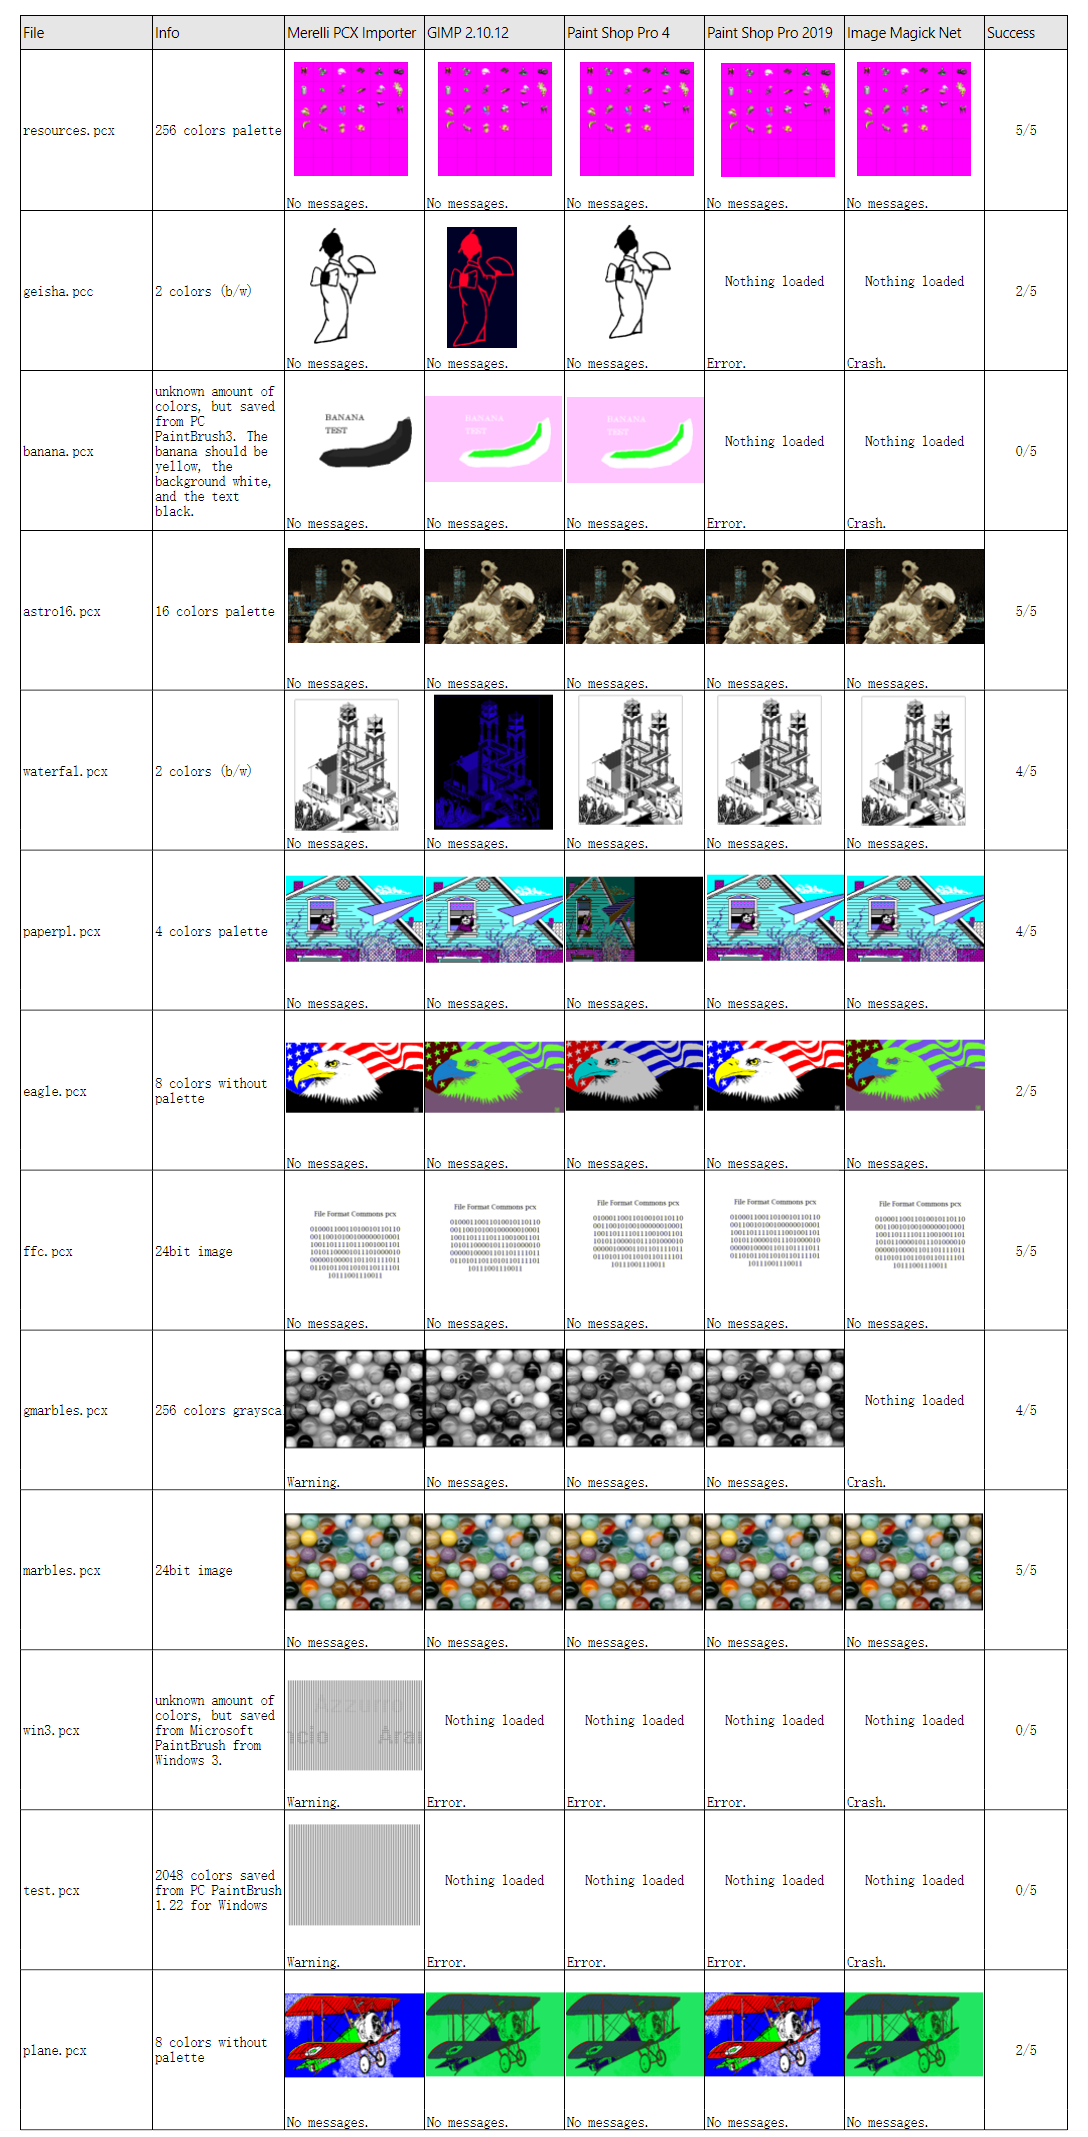 File Info Merelli PCX Importer GIMP 2.10.12 Paint Shop Pro 4 Paint Shop Pro 2019 Image Magick Net Success
resources.pcx 256 colors palette 5/5
No messages. No messages. No messages. No messages. No messages.
geisha.pcc 2 colors (b/w) Nothing loaded Nothing loaded 2/5
No messages. No messages. No messages. Error. Crash.
banana.pcx
unknown amount of
colors, but saved
from PC
PaintBrush3. The
banana should be
yellow, the
background white,
and the text
black.
BANANA
TEST
BANANA
TEST
BANANA
TEST
Nothing loaded Nothing loaded 0/5
No messages. No messages. No messages. Error. Crash.
astro16.pcx 16 colors palette 5/5
No messages. No messages. No messages. No messages. No messages.
waterfal.pcx 2 colors (b/w) 4/5
No messages. No messages. No messages. No messages. No messages.
paperpl.pcx 4 colors palette 4/5
No messages. No messages. No messages. No messages. No messages.
eagle.pcx
8 colors without
palette
2/5
No messages. No messages. No messages. No messages. No messages.
ffc.pcx 24bit image
File Format Commons pcx
File Format Commons pcx
File Format Commons pcx
File Format Commons pcx
File Format Commons pcx
5/5
No messages. No messages. No messages. No messages. No messages.
gmarbles.pcx 256 colors graysca Nothing loaded 4/5
Warning. No messages. No messages. No messages. Crash.
marbles.pcx 24bit image 5/5
No messages. No messages. No messages. No messages. No messages.
win3.pcx
unknown amount of
colors, but saved
from Microsoft
PaintBrush from
Windows 3.
Azzurro
ncio Arar
Nothing loaded Nothing loaded Nothing loaded Nothing loaded 0/5
Warning. Error. Error. Error. Crash.
test.pcx
2048 colors saved
from PC PaintBrush
1.22 for Windows
Nothing loaded Nothing loaded Nothing loaded Nothing loaded 0/5
Warning. Error. Error. Error. Crash.
plane.pcx
8 colors without
palette
2/5
No messages. No messages. No messages. No messages. No messages.